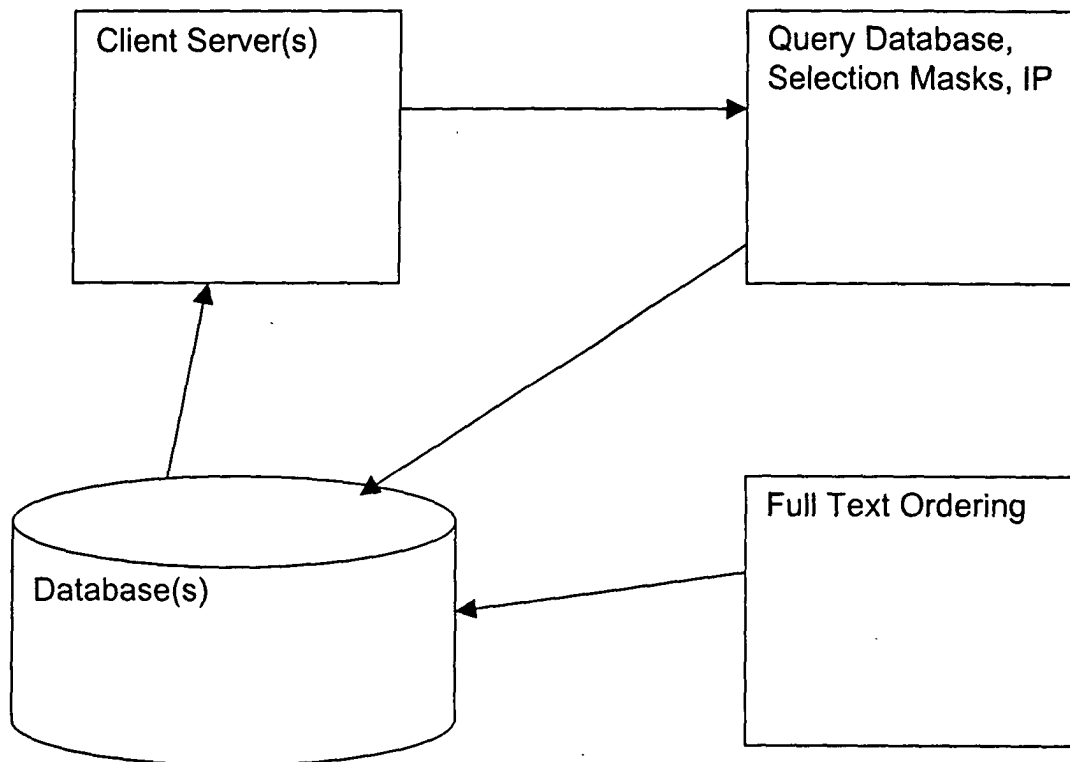 Client Server(s)
Query Database,
Selection Masks, IP
Database(s)
Full Text Ordering